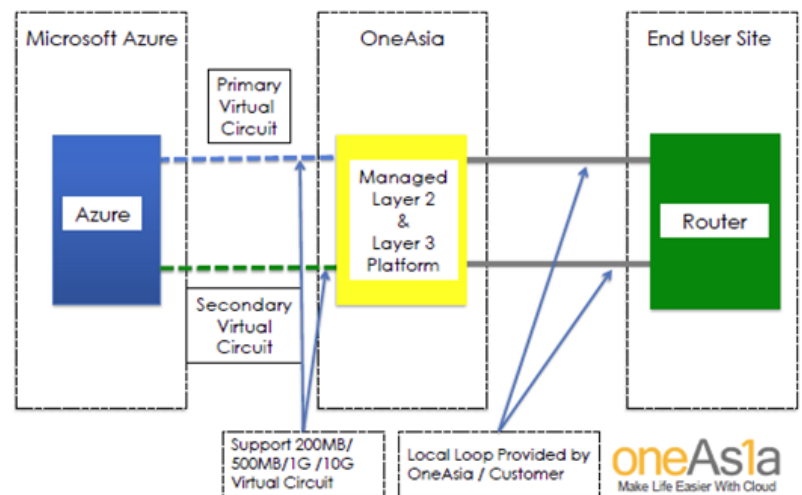 Microsoft Azure
OneAsia
End User Site
Primary
Virtual
Circuit
Azure
Managed
Layer 2
&
Layer 3
Platform
Router
Secondary
Virtual
Circuit
Support 200MB/
500MB/1G /10G
Virtual Circuit
Local Loop Provided by
OneAsia / Customer
oneAs1a
Make Life Easier With Cloud